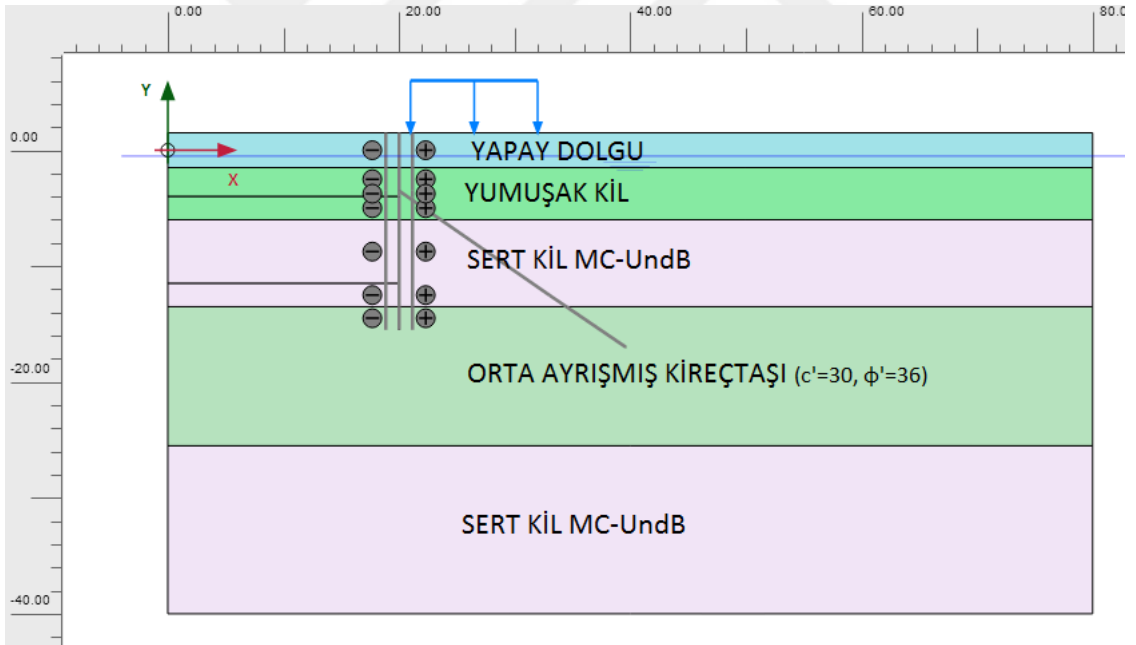 0.00 20.00 40.00 60.00 80.0
Y
0.00
X
YAPAY DOLGU
YUMUŞAK KİL
SERT KİL MC-UndB
-20.00
ORTA AYRIŞMIŞ KİREÇTAŞI (c'=30, ϕ'=36)
SERT KİL MC-UndB
-40.00